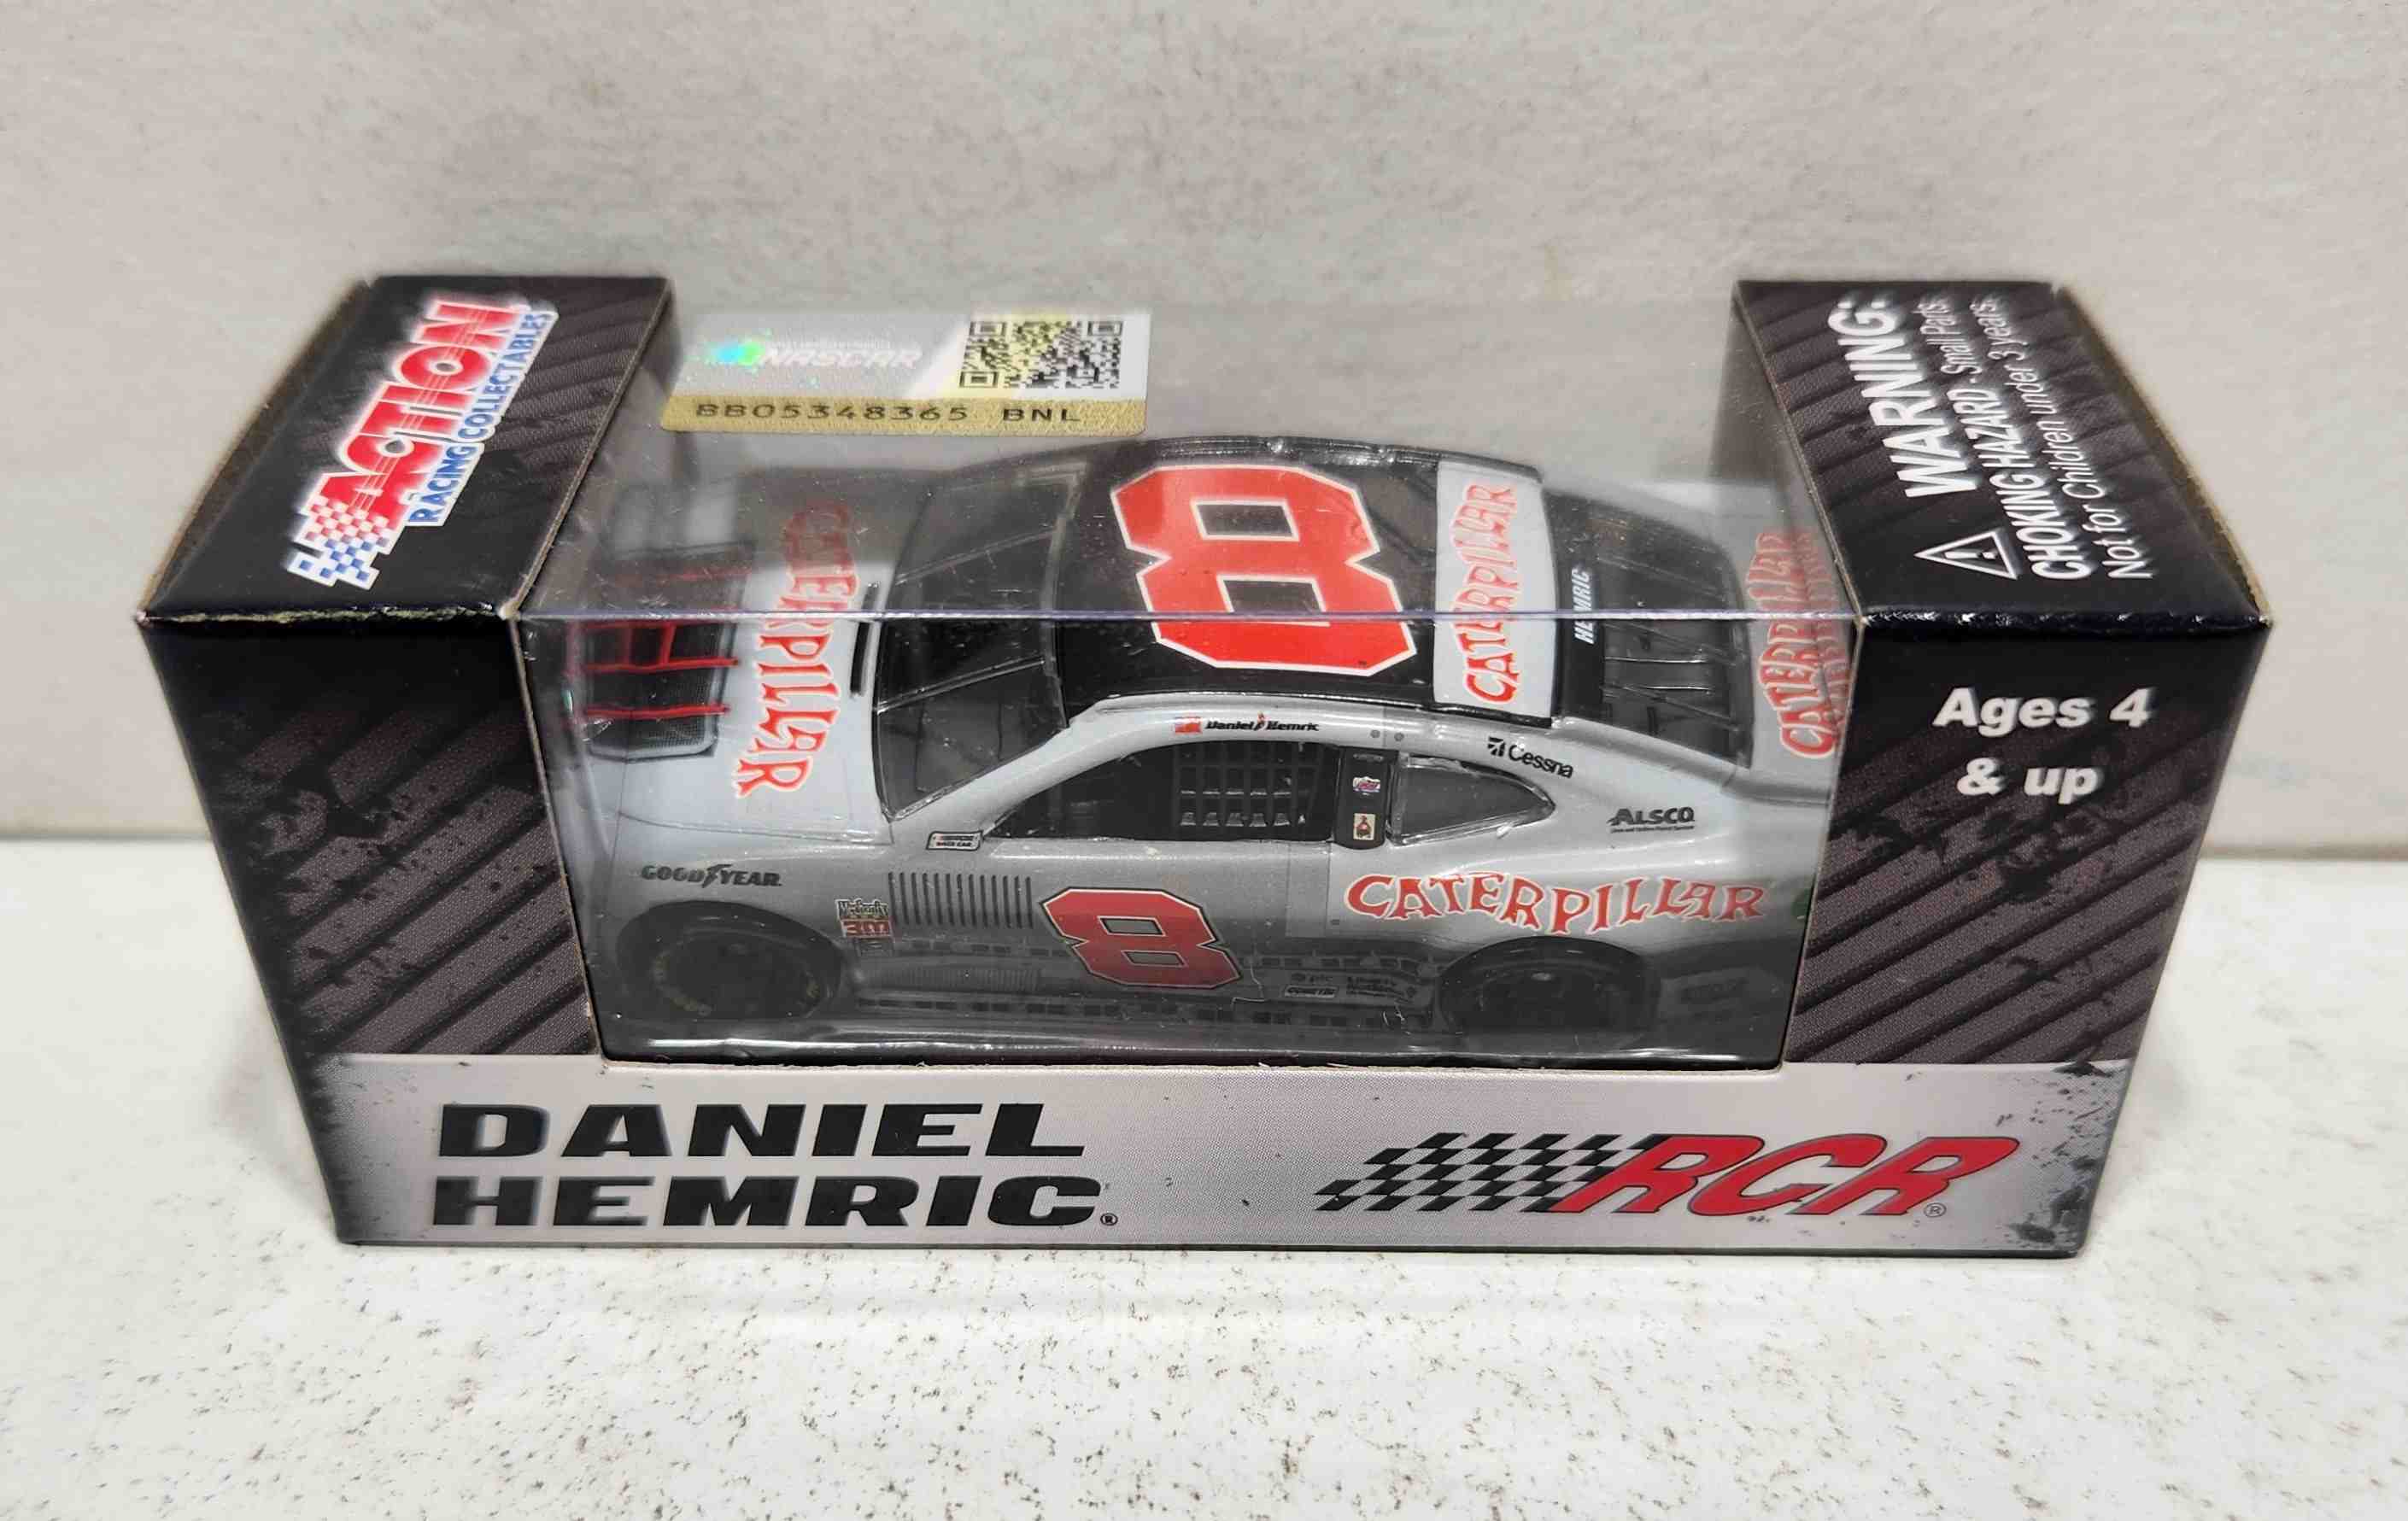 ACTION
RACING COLLECTABLES
NASCAR
BB05348365 BNL
WARNING:
CHOKING HAZARD - Small Parts.
Not for Children under 3 years.
8
CATERPILLAR
CATERPILLAR
HEMRIC
CATERPILLAR
Daniel Hemric
Cessna
ALSCO
GOODYEAR
3M
8
CATERPILLAR
Ages 4
& up
DANIEL
HEMRIC®
RCR®